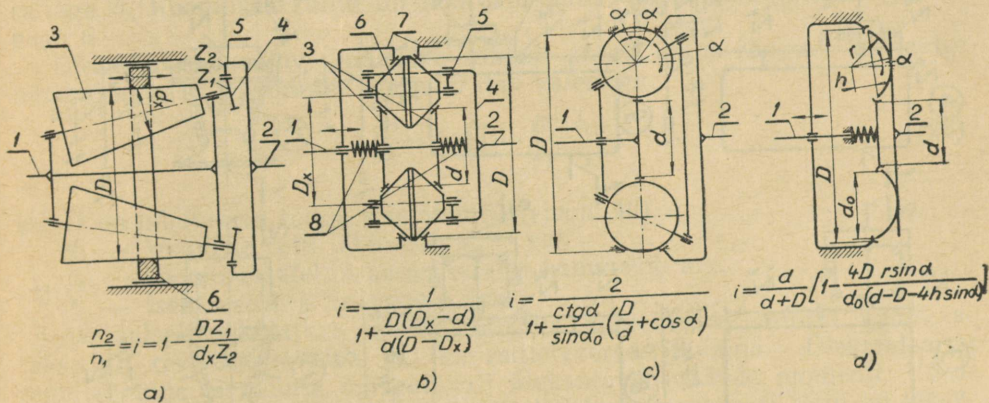 3
Z₂
Z₁
5
4
dₓ
1
D
2
6
a)
n₂/n₁ = i = 1 - DZ₁/dₓZ₂
3
6
7
5
4
1
2
Dₓ
d
D
8
i = 1/(1 + D(Dₓ-d)/d(D-Dₓ))
b)
α
α
α
1
2
D
d
i = 2/(1 + ctgα/sinα₀ (D/d + cosα))
c)
r
α
h
1
2
D
d
d₀
i = d/(d+D) [1 - 4D r sinα/d₀(d-D-4h sinα)]
d)